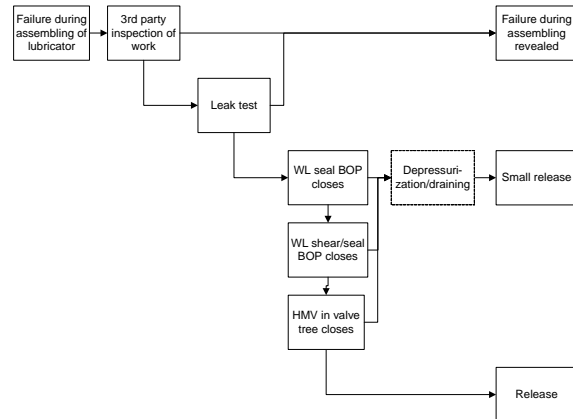 Failure during
assembling of
lubricator
3rd party
inspection of
work
Failure during
assembling
revealed
Leak test
WL seal BOP
closes
Depressuri-
zation/draining
Small release
WL shear/seal
BOP closes
HMV in valve
tree closes
Release